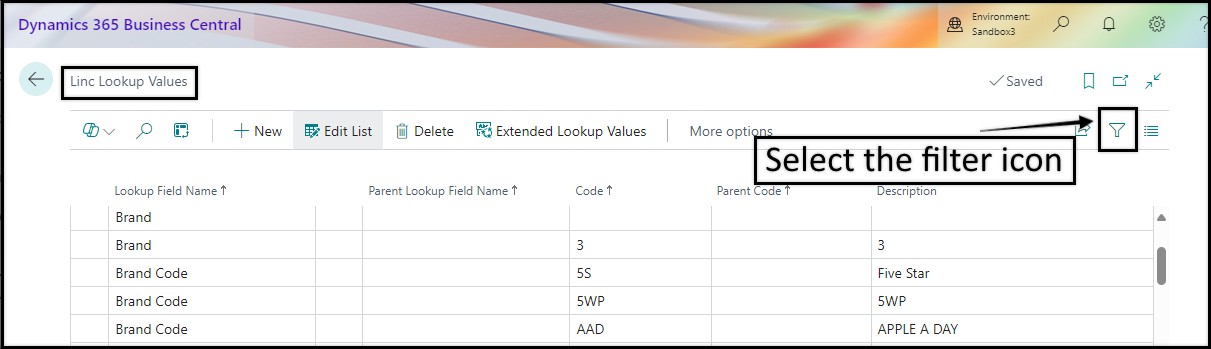 Dynamics 365 Business Central
Environment:
Sandbox3
Linc Lookup Values
Saved
New Edit List Delete Extended Lookup Values More options
Select the filter icon
Lookup Field Name ↑ Parent Lookup Field Name ↑ Code ↑ Parent Code ↑ Description
Brand
Brand 3 3
Brand Code 5S Five Star
Brand Code 5WP 5WP
Brand Code AAD APPLE A DAY